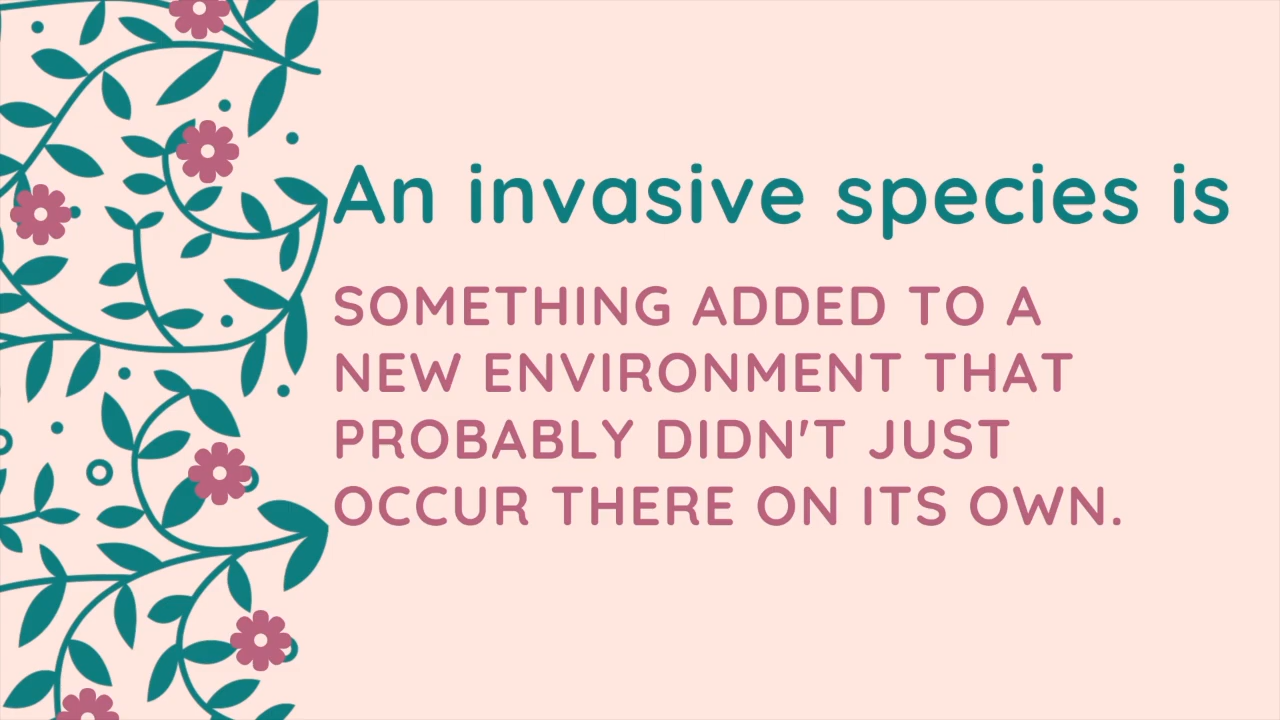 An invasive species is
SOMETHING ADDED TO A
NEW ENVIRONMENT THAT
PROBABLY DIDN'T JUST
OCCUR THERE ON ITS OWN.